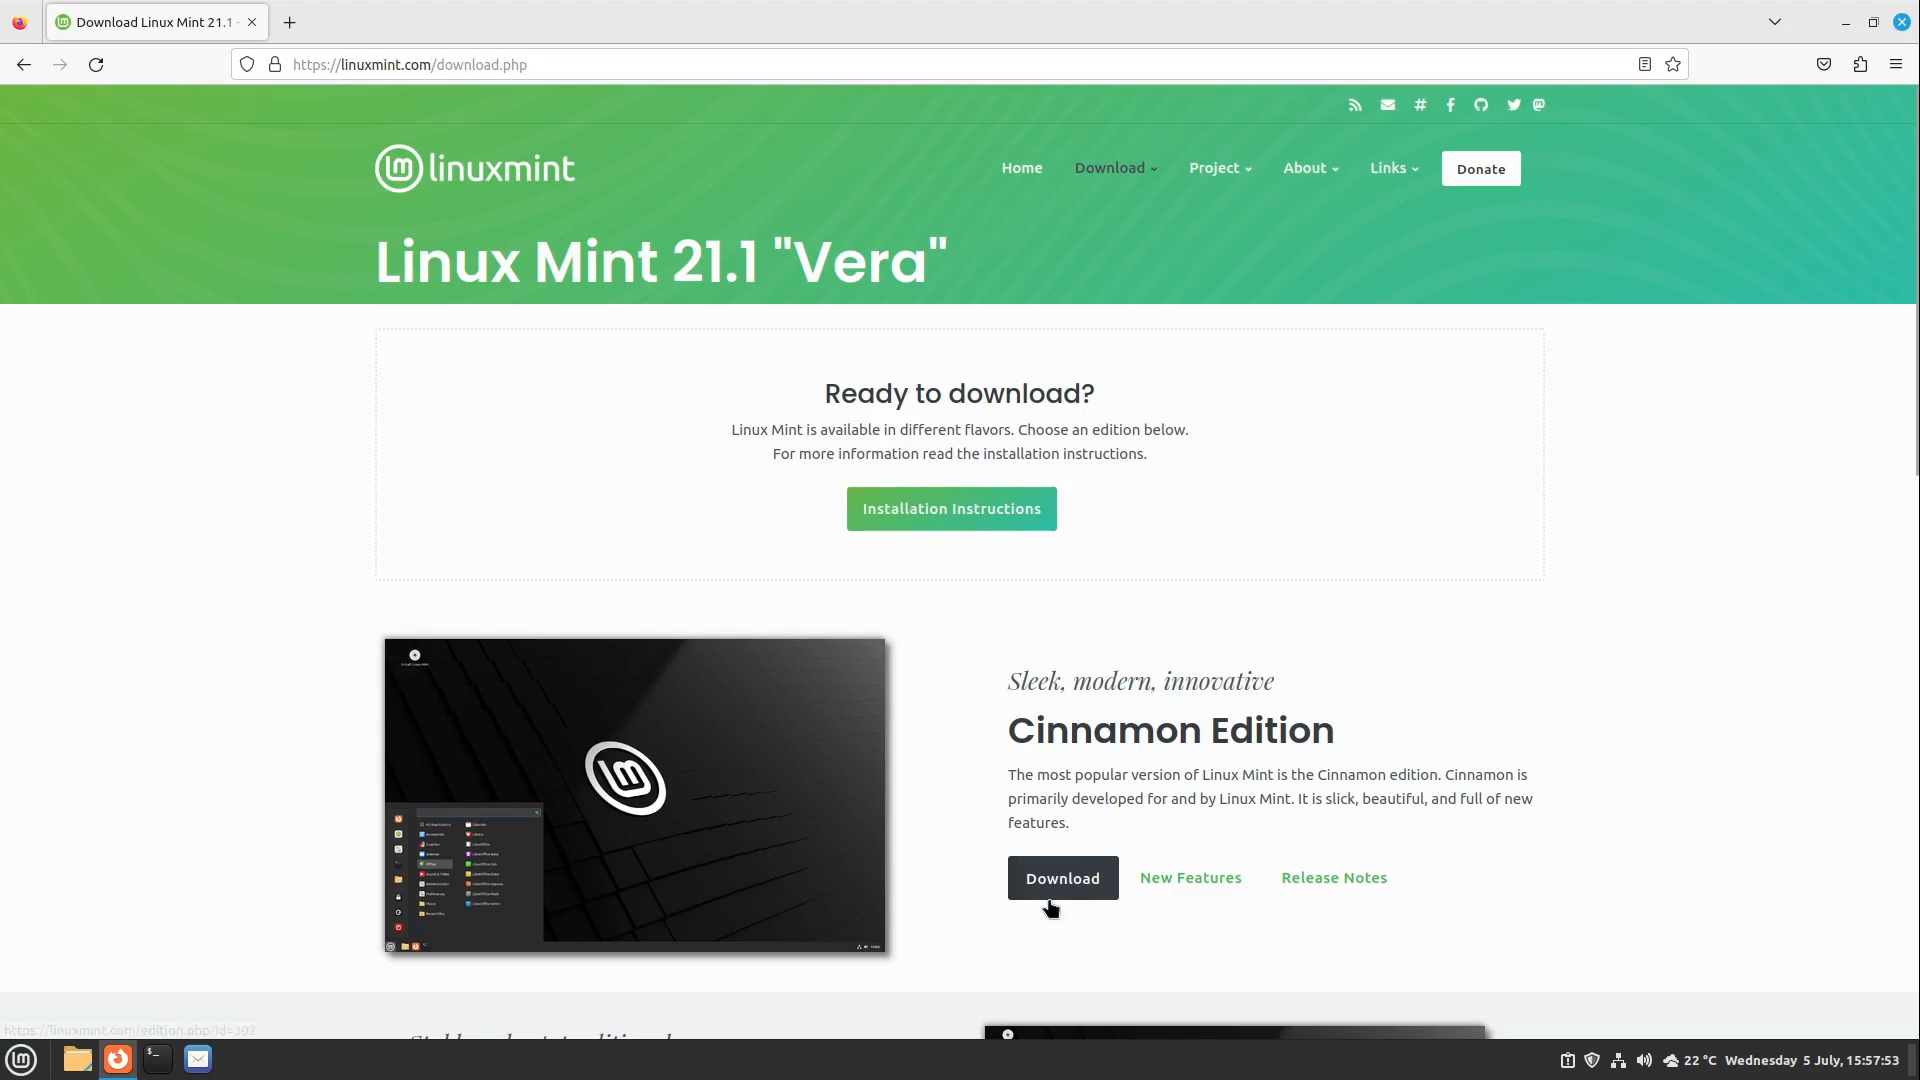 Download Linux Mint 21.1 -
https://linuxmint.com/download.php
linuxmint
Home
Download
Project
About
Links
Donate
Linux Mint 21.1 "Vera"
Ready to download?
Linux Mint is available in different flavors. Choose an edition below.
For more information read the installation instructions.
Installation Instructions
Sleek, modern, innovative
Cinnamon Edition
The most popular version of Linux Mint is the Cinnamon edition. Cinnamon is
primarily developed for and by Linux Mint. It is slick, beautiful, and full of new
features.
Download
New Features
Release Notes
https://linuxmint.com/edition.php?id=302
22 °C
Wednesday 5 July, 15:57:53